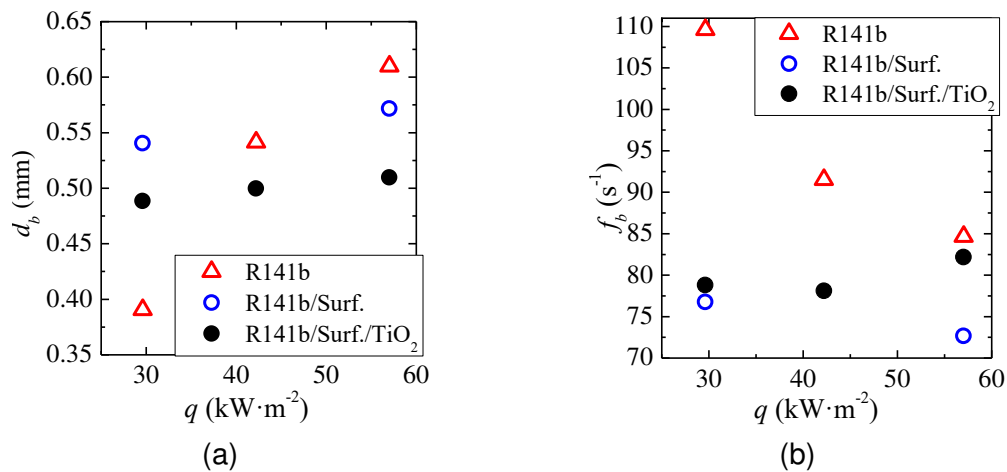 0.65
0.60
0.55
0.50
0.45
0.40
0.35
d_b (mm)
R141b
R141b/Surf.
R141b/Surf./TiO₂
30 40 50 60
q (kW·m⁻²)
(a)
110
105
100
95
90
85
80
75
70
f_b (s⁻¹)
R141b
R141b/Surf.
R141b/Surf./TiO₂
30 40 50 60
q (kW·m⁻²)
(b)